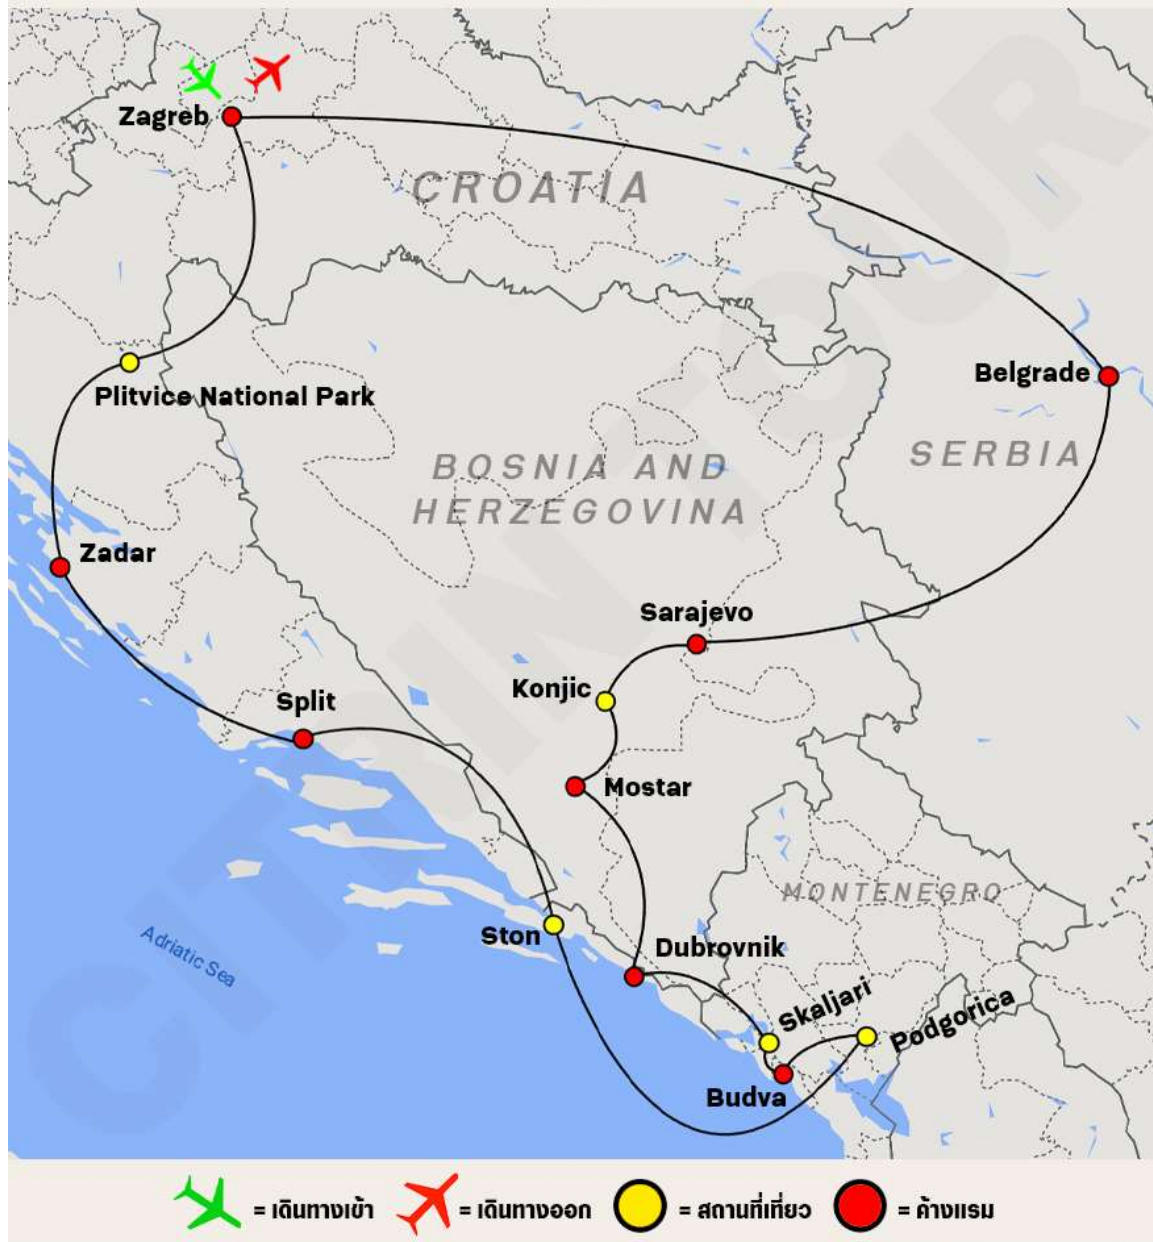 Zagreb
CROATIA
Plitvice National Park
Belgrade
SERBIA
BOSNIA AND
HERZEGOVINA
Zadar
Sarajevo
Konjic
Split
Mostar
MONTENEGRO
Ston
Adriatic Sea
Dubrovnik
Skaljari
Podgorica
Budva
CITSINTOUR
= เดินทางเข้า
= เดินทางออก
= สถานที่เที่ยว
= ค้างแรม